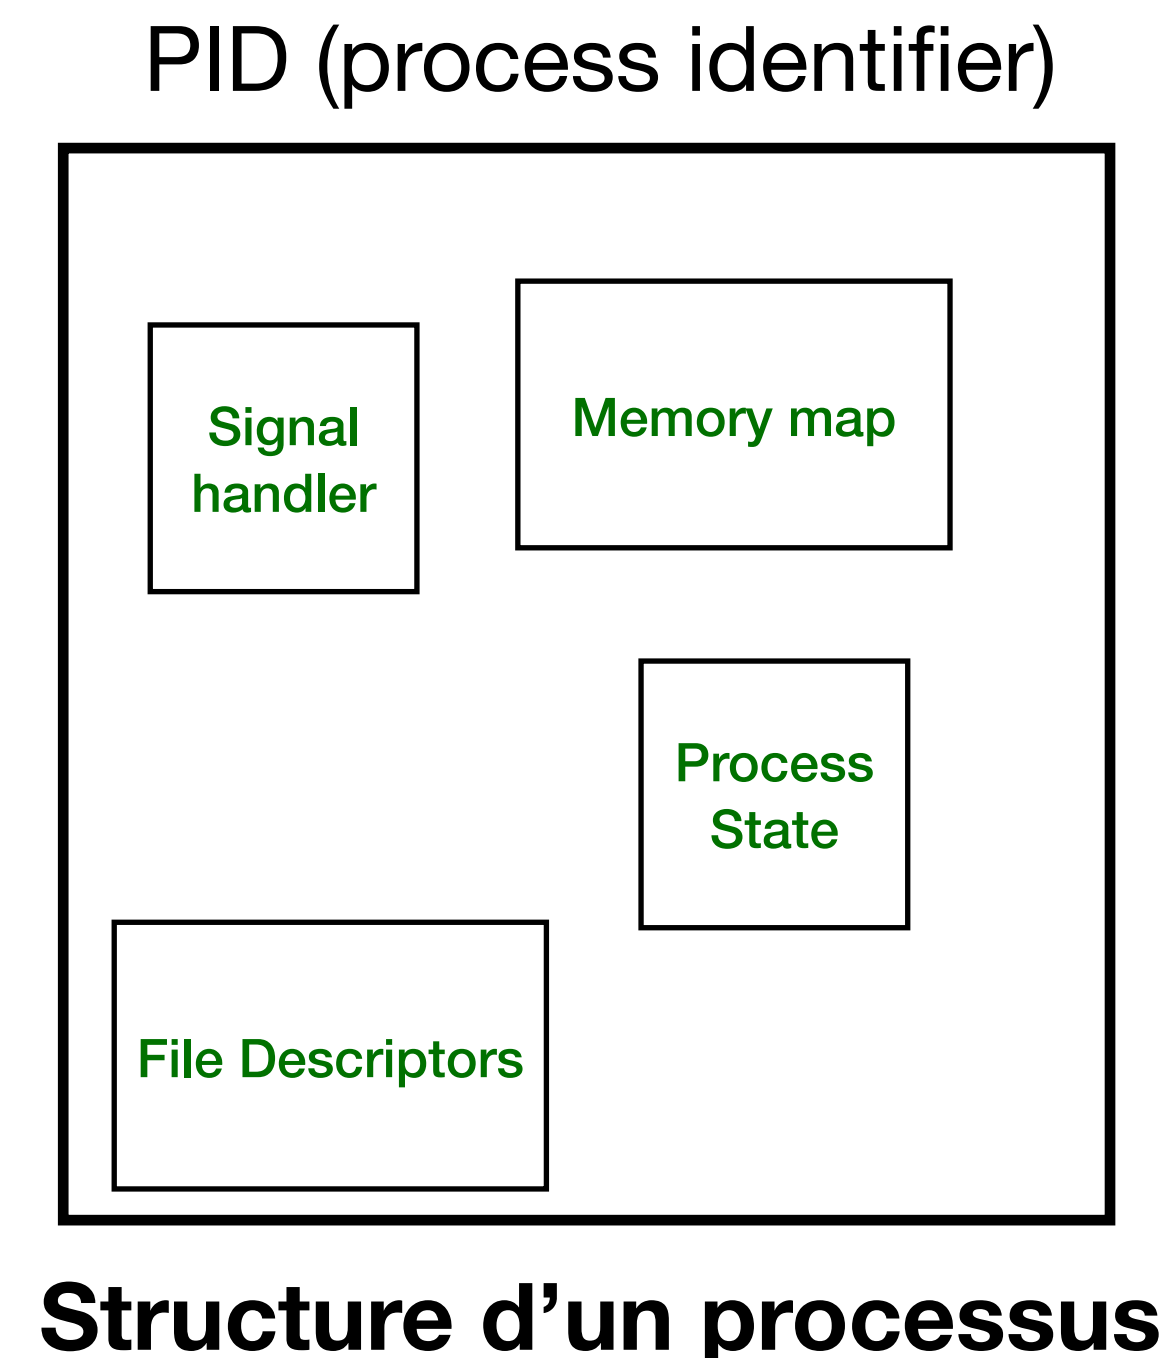 PID (process identifier)
Signal
handler
Memory map
Process
State
File Descriptors
Structure d’un processus